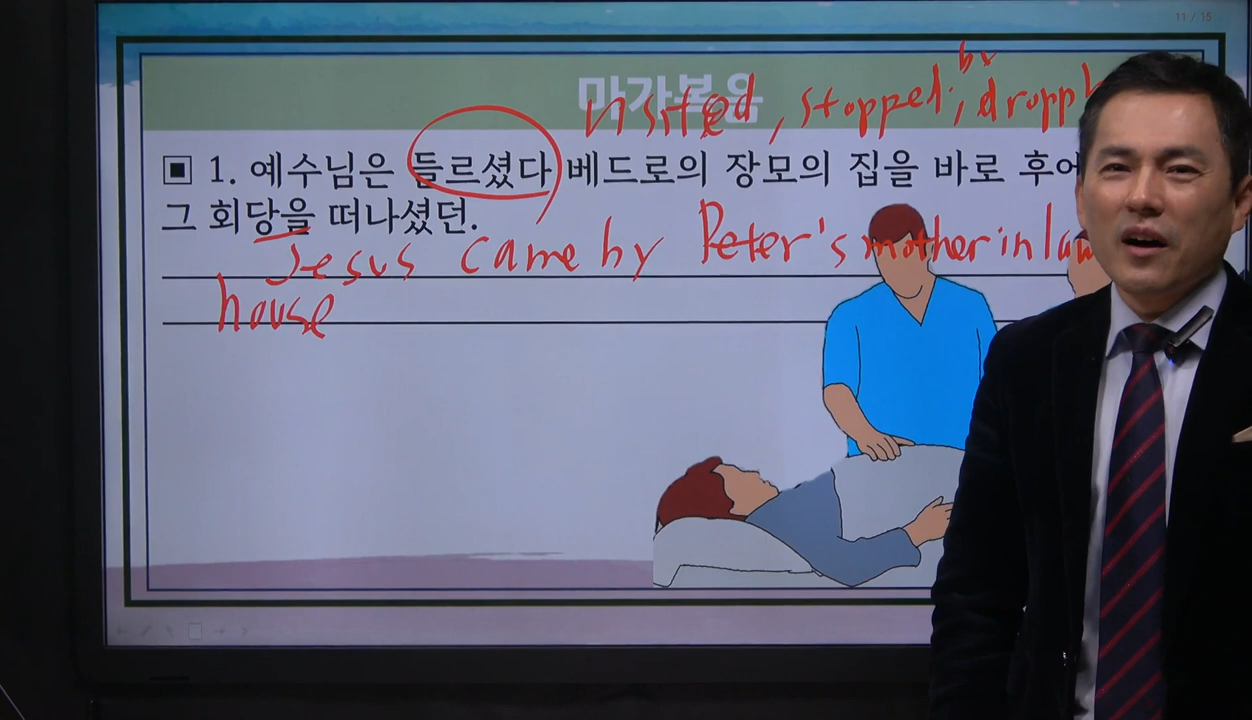 11 / 15
마가복음
visited, stopped by, dropp
■ 1. 예수님은 들르셨다 베드로의 장모의 집을 바로 후에
그 회당을 떠나셨던.
Jesus came by Peter's mother in law
house